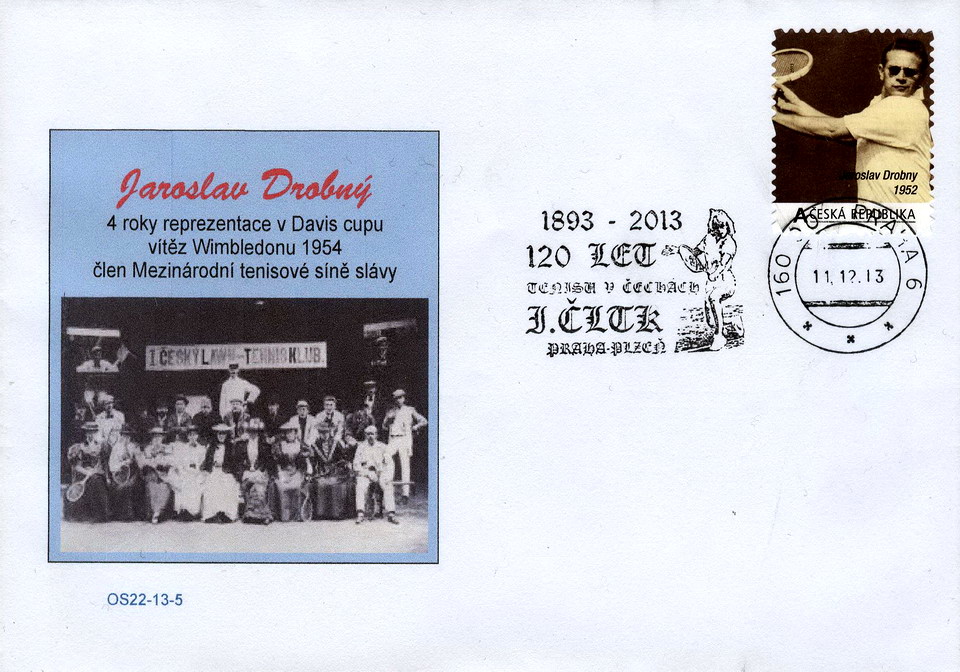 Jaroslav Drobný
4 roky reprezentace v Davis cupu
vítěz Wimbledonu 1954
člen Mezinárodní tenisové síně slávy
I. ČESKÝ LAWN-TENNIS KLUB.
OS22-13-5
1893 - 2013
120 LET
TENISU V ČECHÁCH
I.ČLTK
PRAHA-PLZEŇ
Jaroslav Drobny
1952
A ČESKÁ REPUBLIKA
160 PRAHA 6
11.12.13